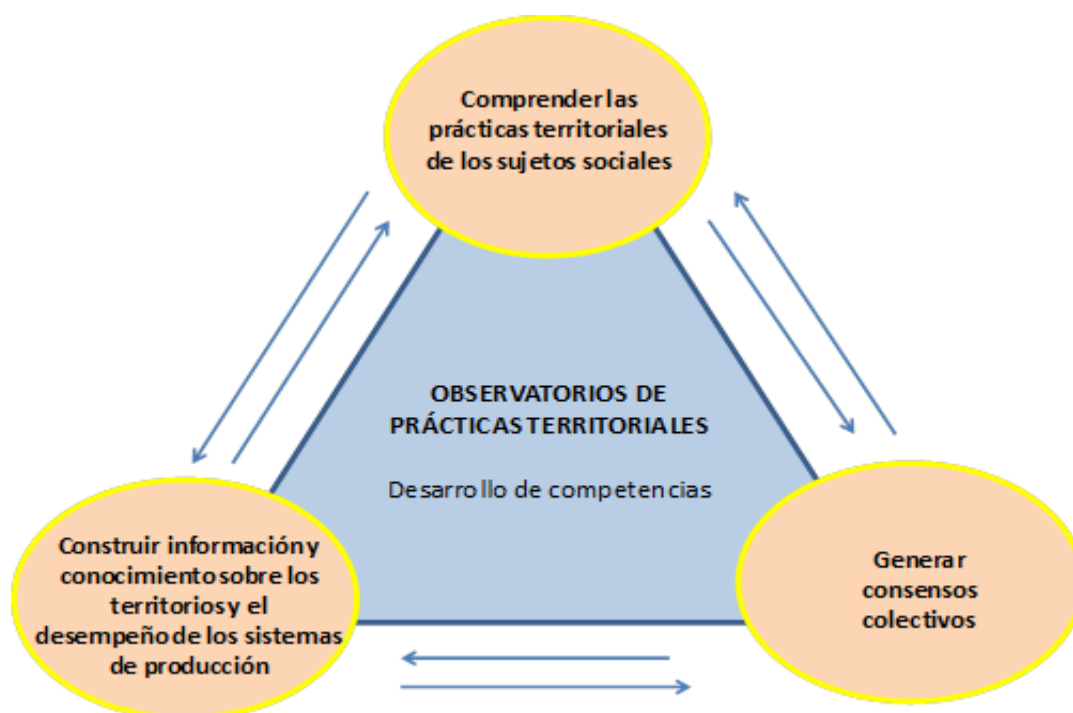 Comprender las
prácticas territoriales
de los sujetos sociales
OBSERVATORIOS DE
PRÁCTICAS TERRITORIALES
Desarrollo de competencias
Construir información y
conocimiento sobre los
territorios y el
desempeño de los sistemas
de producción
Generar
consensos
colectivos